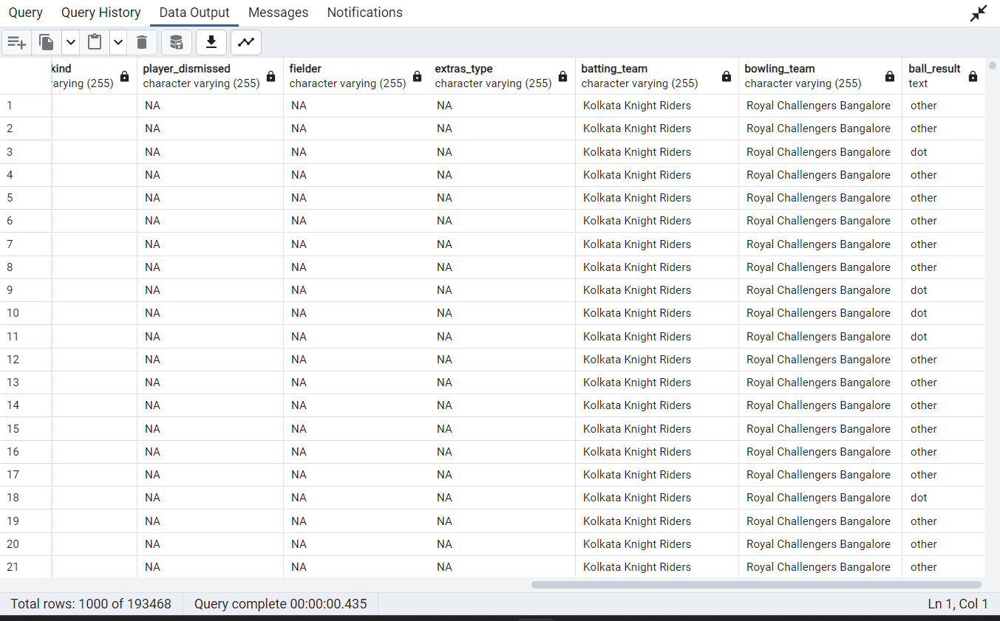 Query Query History Data Output Messages Notifications
kind player_dismissed fielder extras_type batting_team bowling_team ball_result
arying (255) character varying (255) character varying (255) character varying (255) character varying (255) character varying (255) text
1 NA NA NA Kolkata Knight Riders Royal Challengers Bangalore other
2 NA NA NA Kolkata Knight Riders Royal Challengers Bangalore other
3 NA NA NA Kolkata Knight Riders Royal Challengers Bangalore dot
4 NA NA NA Kolkata Knight Riders Royal Challengers Bangalore other
5 NA NA NA Kolkata Knight Riders Royal Challengers Bangalore other
6 NA NA NA Kolkata Knight Riders Royal Challengers Bangalore other
7 NA NA NA Kolkata Knight Riders Royal Challengers Bangalore other
8 NA NA NA Kolkata Knight Riders Royal Challengers Bangalore other
9 NA NA NA Kolkata Knight Riders Royal Challengers Bangalore dot
10 NA NA NA Kolkata Knight Riders Royal Challengers Bangalore dot
11 NA NA NA Kolkata Knight Riders Royal Challengers Bangalore dot
12 NA NA NA Kolkata Knight Riders Royal Challengers Bangalore other
13 NA NA NA Kolkata Knight Riders Royal Challengers Bangalore other
14 NA NA NA Kolkata Knight Riders Royal Challengers Bangalore other
15 NA NA NA Kolkata Knight Riders Royal Challengers Bangalore other
16 NA NA NA Kolkata Knight Riders Royal Challengers Bangalore other
17 NA NA NA Kolkata Knight Riders Royal Challengers Bangalore other
18 NA NA NA Kolkata Knight Riders Royal Challengers Bangalore dot
19 NA NA NA Kolkata Knight Riders Royal Challengers Bangalore other
20 NA NA NA Kolkata Knight Riders Royal Challengers Bangalore other
21 NA NA NA Kolkata Knight Riders Royal Challengers Bangalore other
Total rows: 1000 of 193468 Query complete 00:00:00.435 Ln 1, Col 1